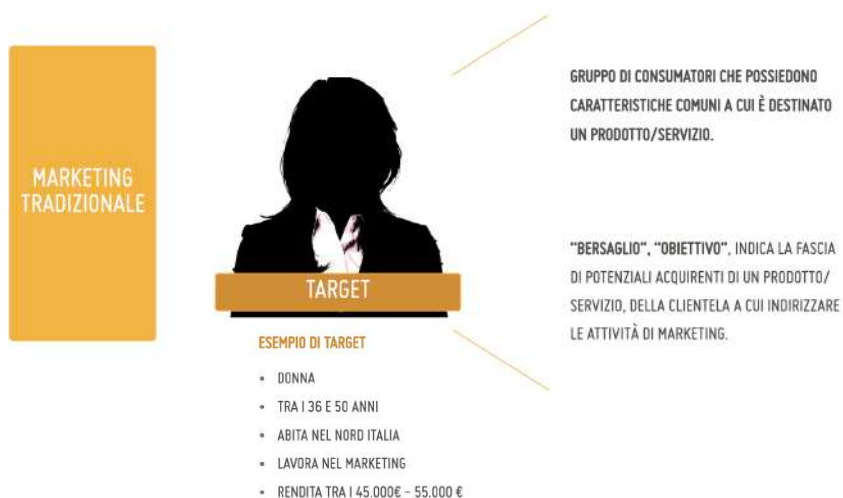 MARKETING
TRADIZIONALE
TARGET
ESEMPIO DI TARGET
• DONNA
• TRA I 36 E 50 ANNI
• ABITA NEL NORD ITALIA
• LAVORA NEL MARKETING
• RENDITA TRA I 45.000€ – 55.000 €
GRUPPO DI CONSUMATORI CHE POSSIEDONO
CARATTERISTICHE COMUNI A CUI È DESTINATO
UN PRODOTTO/SERVIZIO.
"BERSAGLIO", "OBIETTIVO", INDICA LA FASCIA
DI POTENZIALI ACQUIRENTI DI UN PRODOTTO/
SERVIZIO, DELLA CLIENTELA A CUI INDIRIZZARE
LE ATTIVITÀ DI MARKETING.